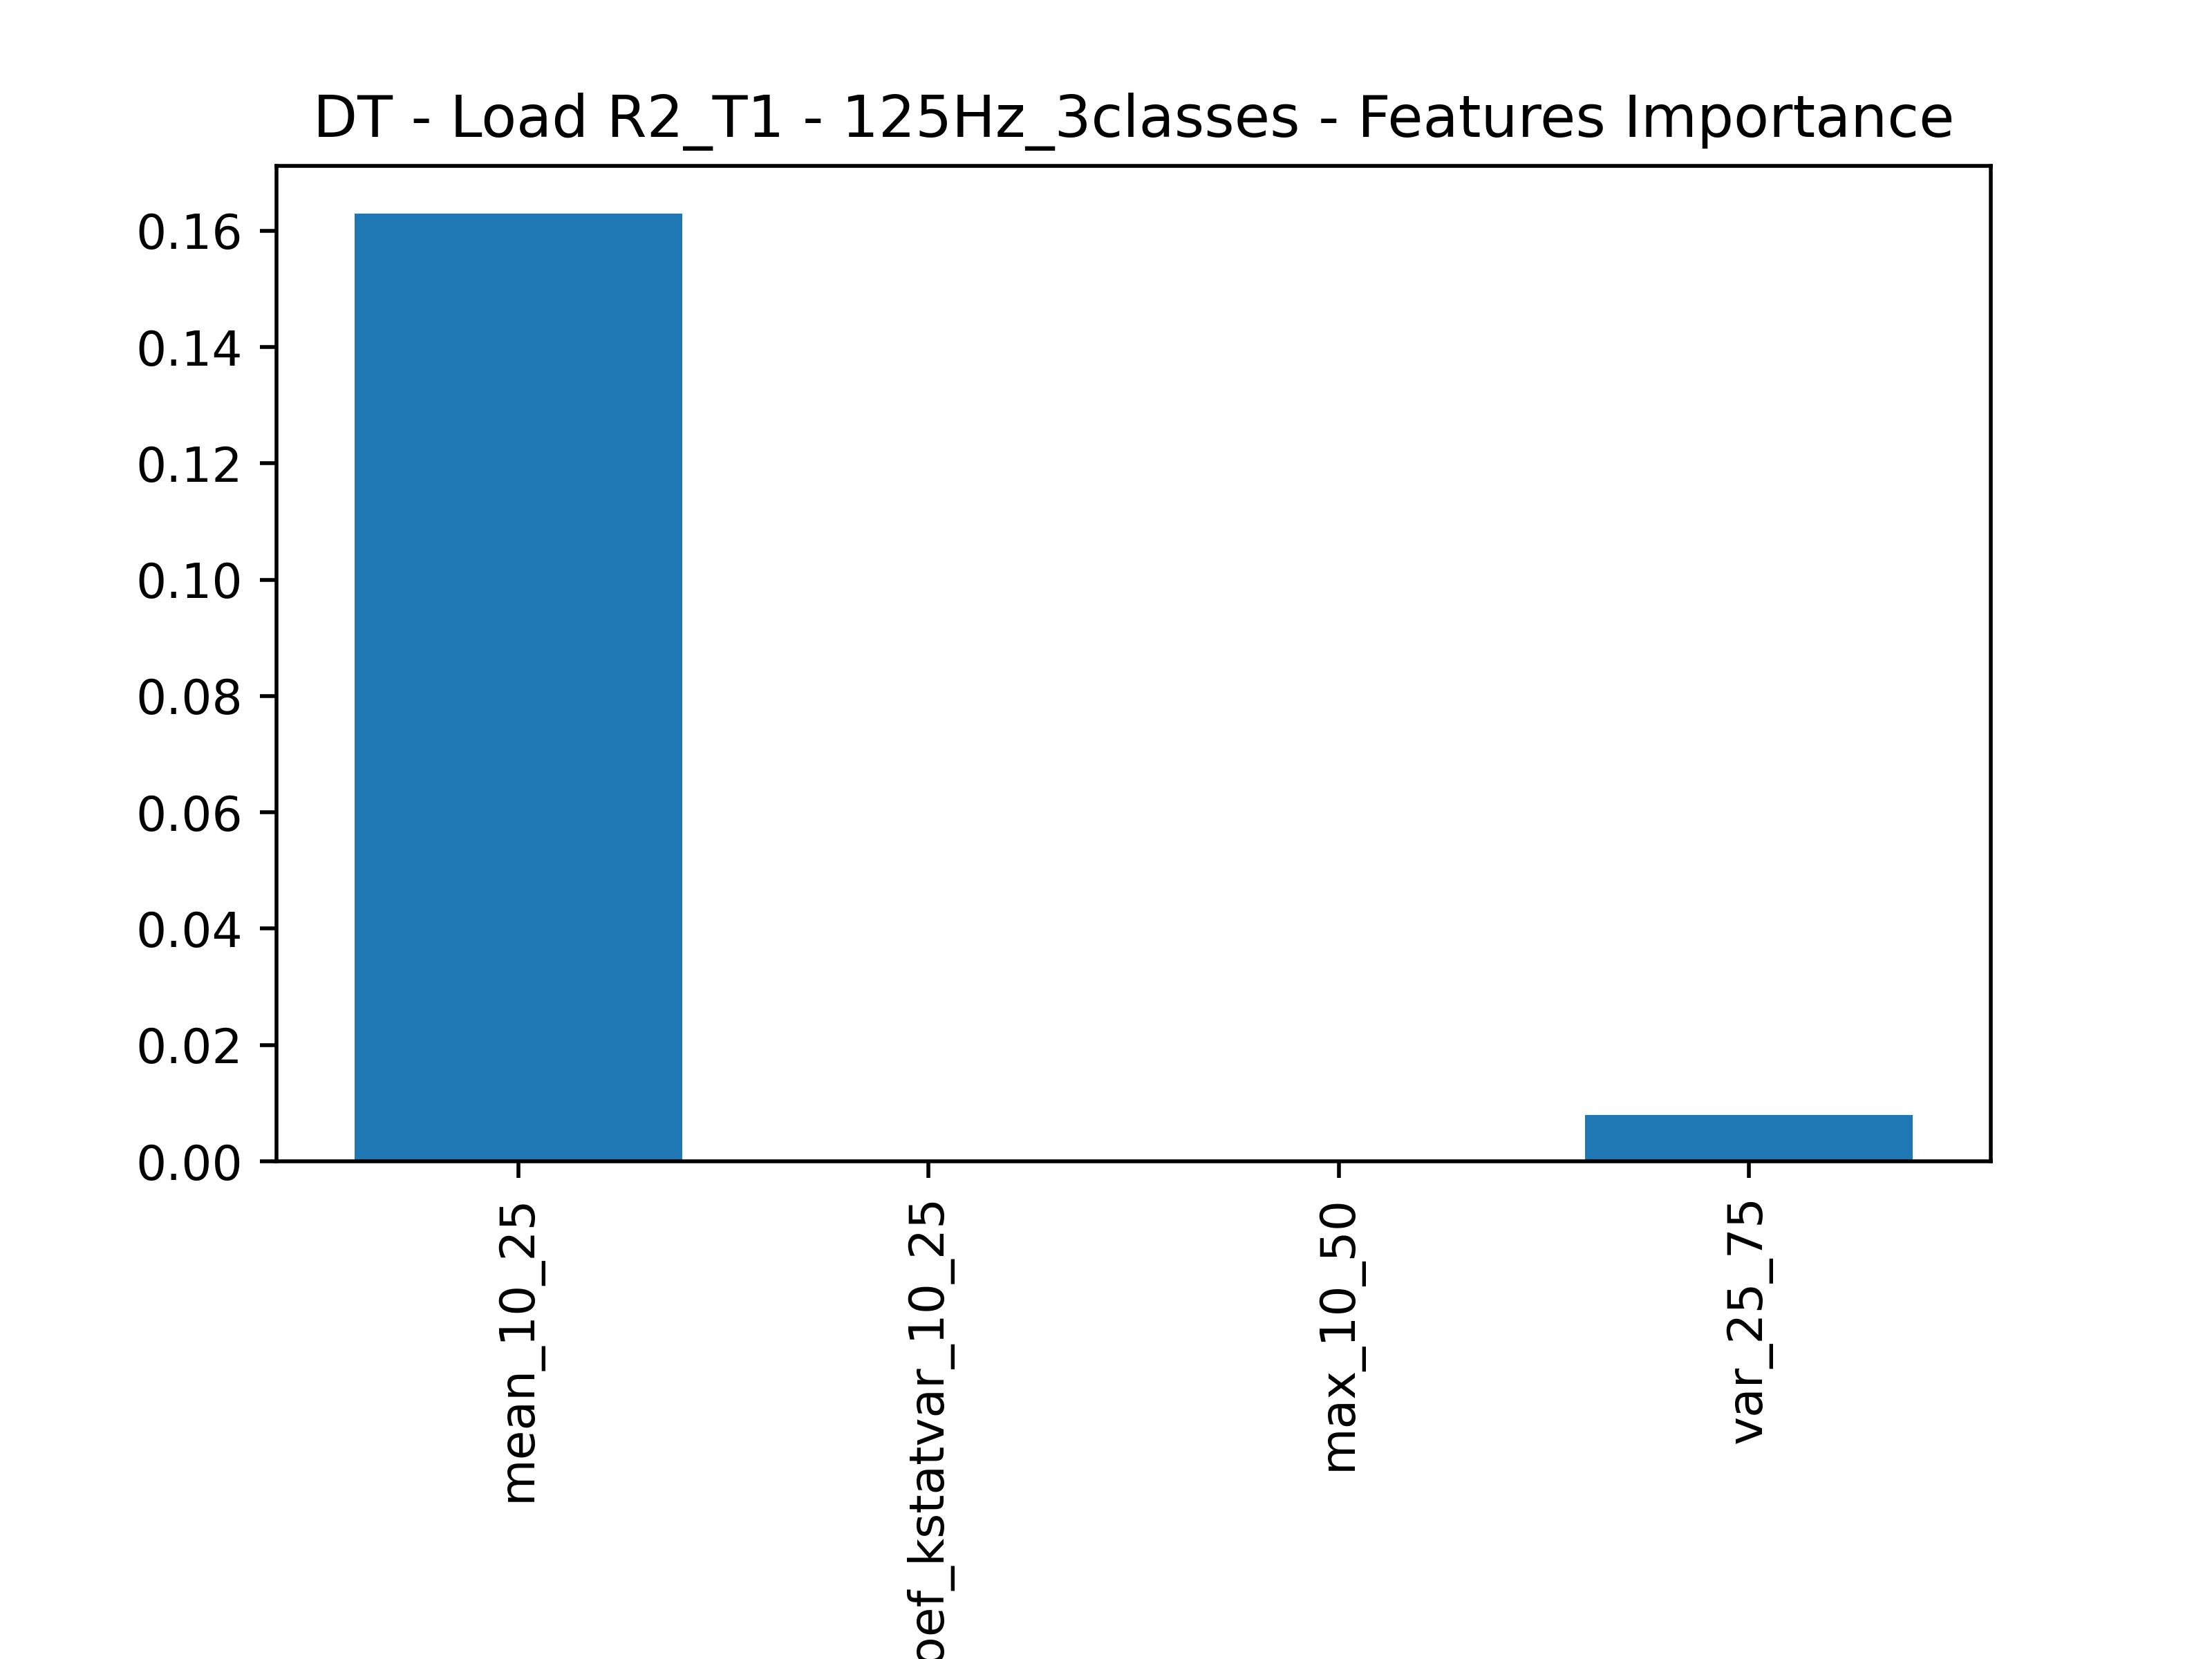 DT - Load R2_T1 - 125Hz_3classes - Features Importance
0.16
0.14
0.12
0.10
0.08
0.06
0.04
0.02
0.00
mean_10_25
oef_kstatvar_10_25
max_10_50
var_25_75